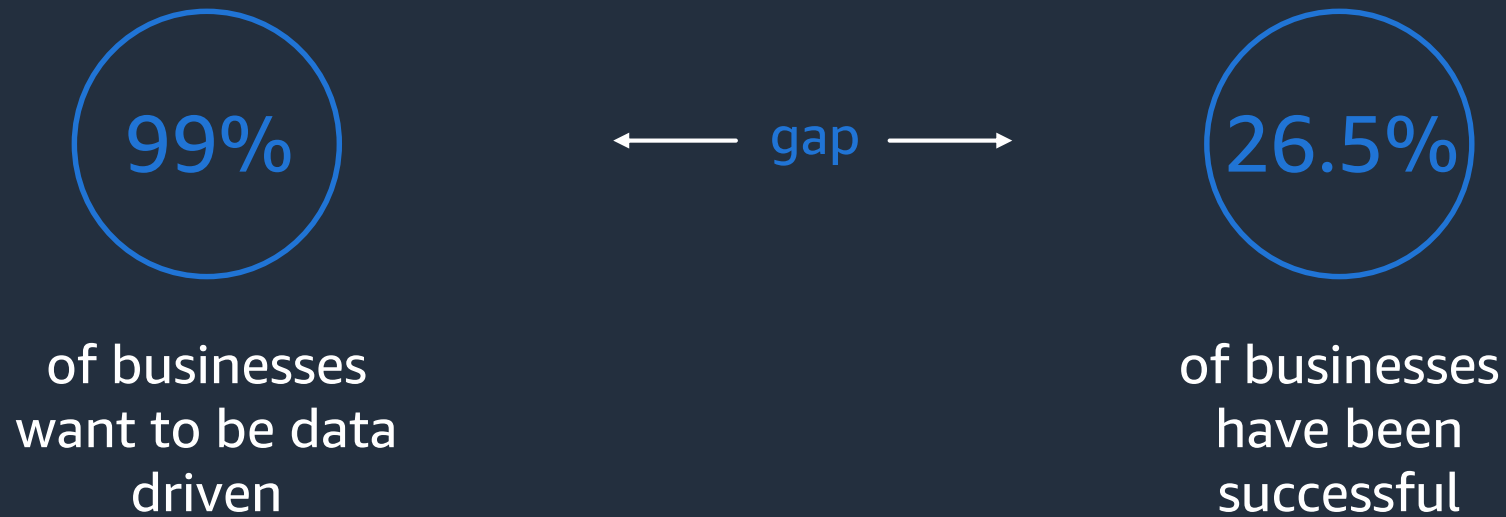 99%
gap
26.5%
of businesses
want to be data
driven
of businesses
have been
successful